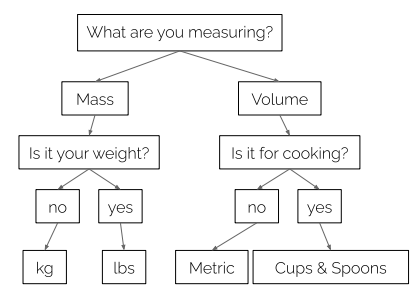 What are you measuring?
Mass
Volume
Is it your weight?
Is it for cooking?
no
yes
no
yes
kg
lbs
Metric
Cups & Spoons